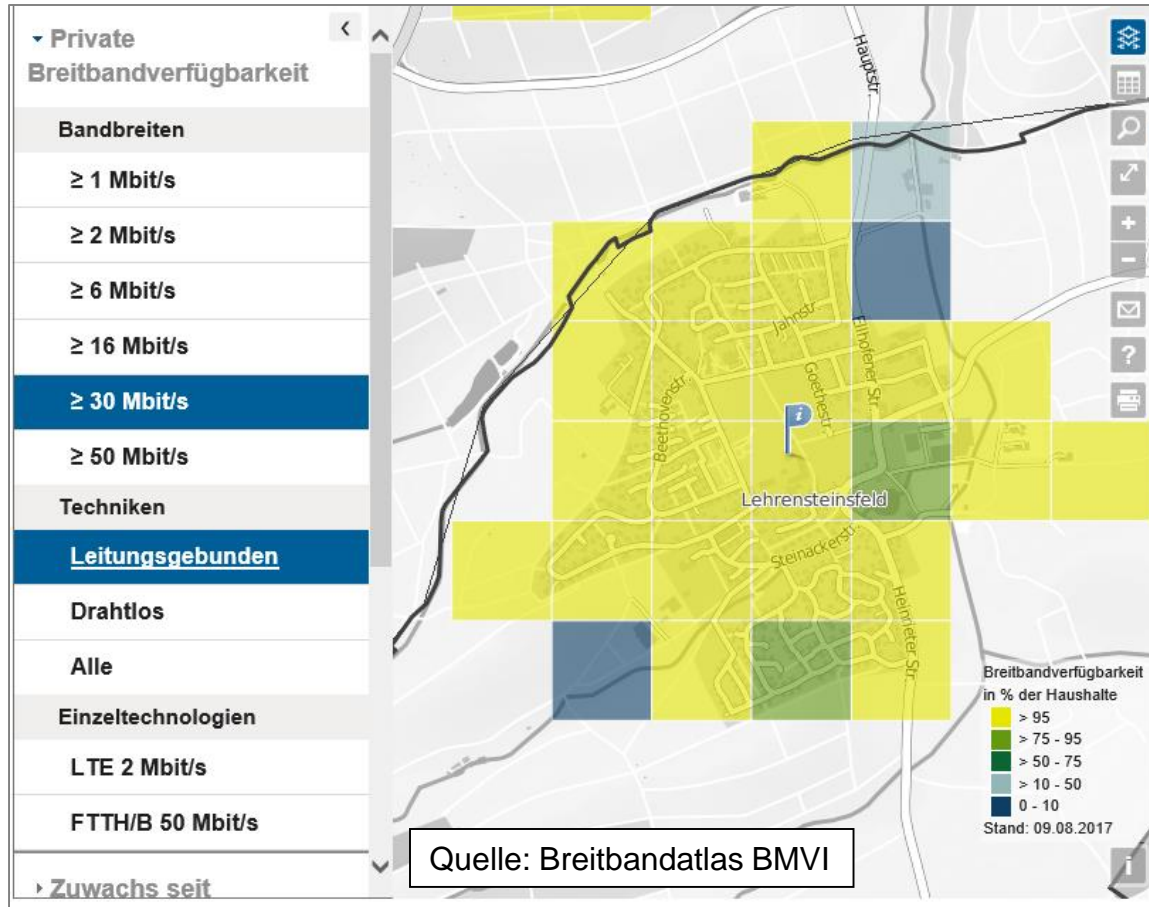 Private
Breitbandverfügbarkeit
Bandbreiten
≥ 1 Mbit/s
≥ 2 Mbit/s
≥ 6 Mbit/s
≥ 16 Mbit/s
≥ 30 Mbit/s
≥ 50 Mbit/s
Techniken
Leitungsgebunden
Drahtlos
Alle
Einzeltechnologien
LTE 2 Mbit/s
FTTH/B 50 Mbit/s
Zuwachs seit
Hauptstr.
Jahnstr.
Ellhofener Str.
Goethestr.
Beethovenstr.
Lehrensteinsfeld
Steinäckerstr.
Heinrieter Str.
Breitbandverfügbarkeit
in % der Haushalte
> 95
> 75 - 95
> 50 - 75
> 10 - 50
0 - 10
Stand: 09.08.2017
Quelle: Breitbandatlas BMVI